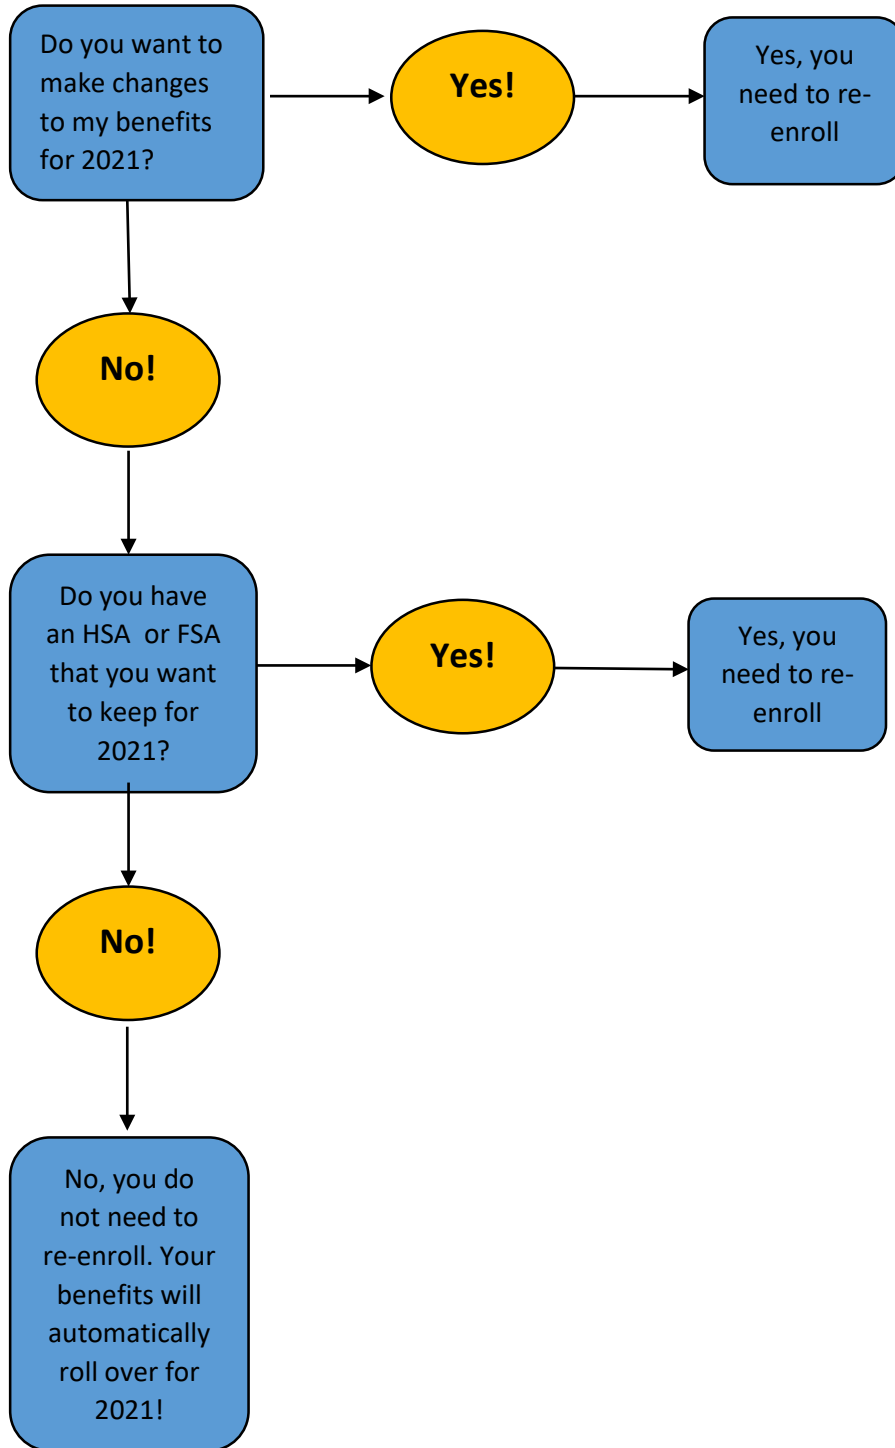 Do you want to
make changes
to my benefits
for 2021?
Yes!
Yes, you
need to re-
enroll
No!
Do you have
an HSA  or FSA
that you want
to keep for
2021?
Yes!
Yes, you
need to re-
enroll
No!
No, you do
not need to
re-enroll. Your
benefits will
automatically
roll over for
2021!